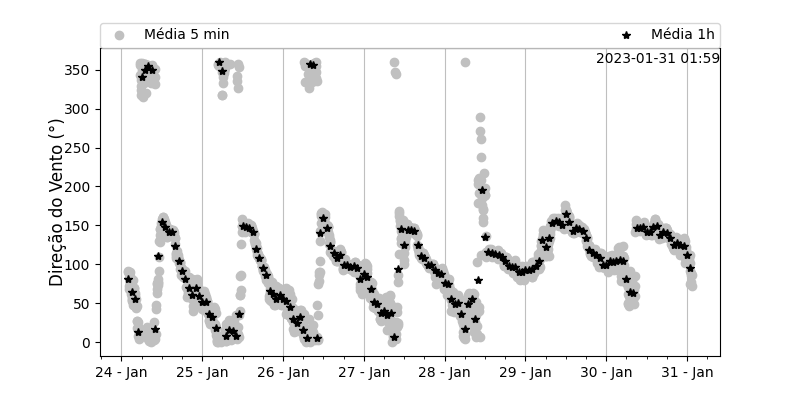 Média 5 min
Média 1h
2023-01-31 01:59
Direção do Vento (°)
350
300
250
200
150
100
50
0
24 - Jan
25 - Jan
26 - Jan
27 - Jan
28 - Jan
29 - Jan
30 - Jan
31 - Jan